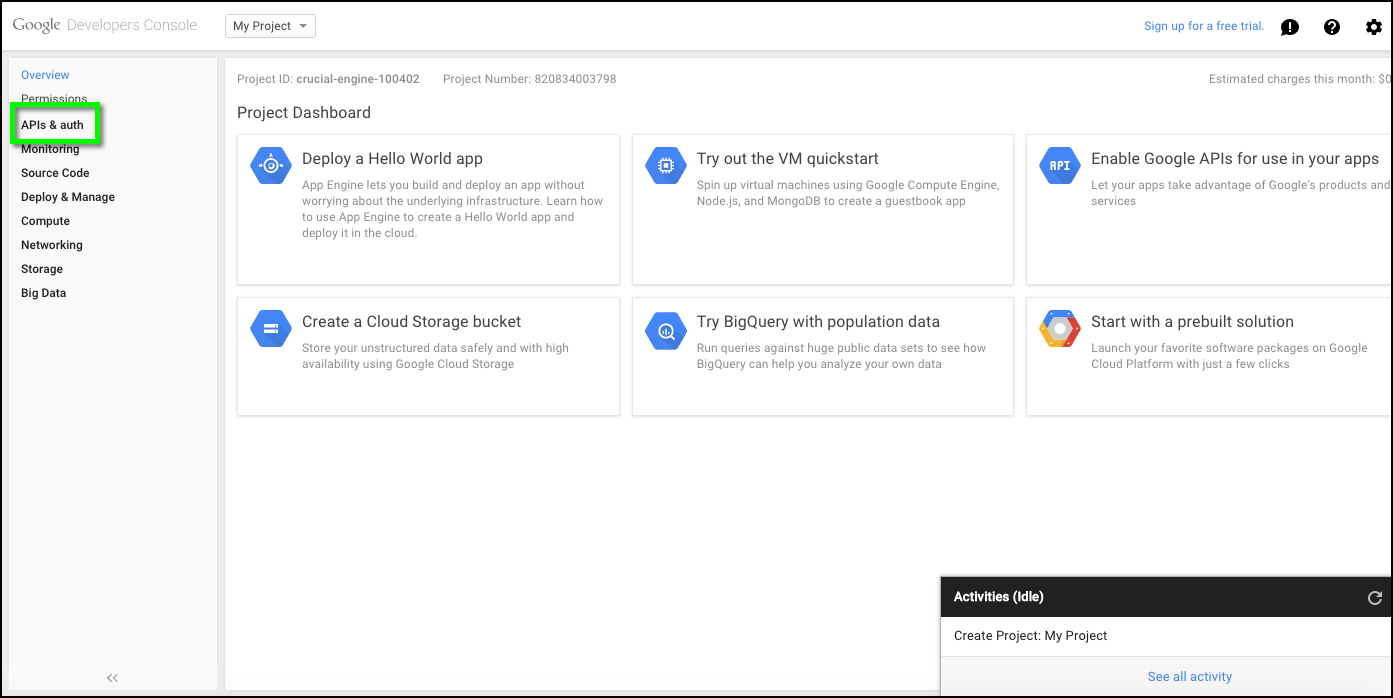 Google Developers Console
My Project
Sign up for a free trial.
Overview
Permissions
APIs & auth
Monitoring
Source Code
Deploy & Manage
Compute
Networking
Storage
Big Data
Project ID: crucial-engine-100402
Project Number: 820834003798
Estimated charges this month: $0
Project Dashboard
Deploy a Hello World app
App Engine lets you build and deploy an app without
worrying about the underlying infrastructure. Learn how
to use App Engine to create a Hello World app and
deploy it in the cloud.
Try out the VM quickstart
Spin up virtual machines using Google Compute Engine,
Node.js, and MongoDB to create a guestbook app
API
Enable Google APIs for use in your apps
Let your apps take advantage of Google's products and
services
Create a Cloud Storage bucket
Store your unstructured data safely and with high
availability using Google Cloud Storage
Try BigQuery with population data
Run queries against huge public data sets to see how
BigQuery can help you analyze your own data
Start with a prebuilt solution
Launch your favorite software packages on Google
Cloud Platform with just a few clicks
Activities (Idle)
Create Project: My Project
See all activity